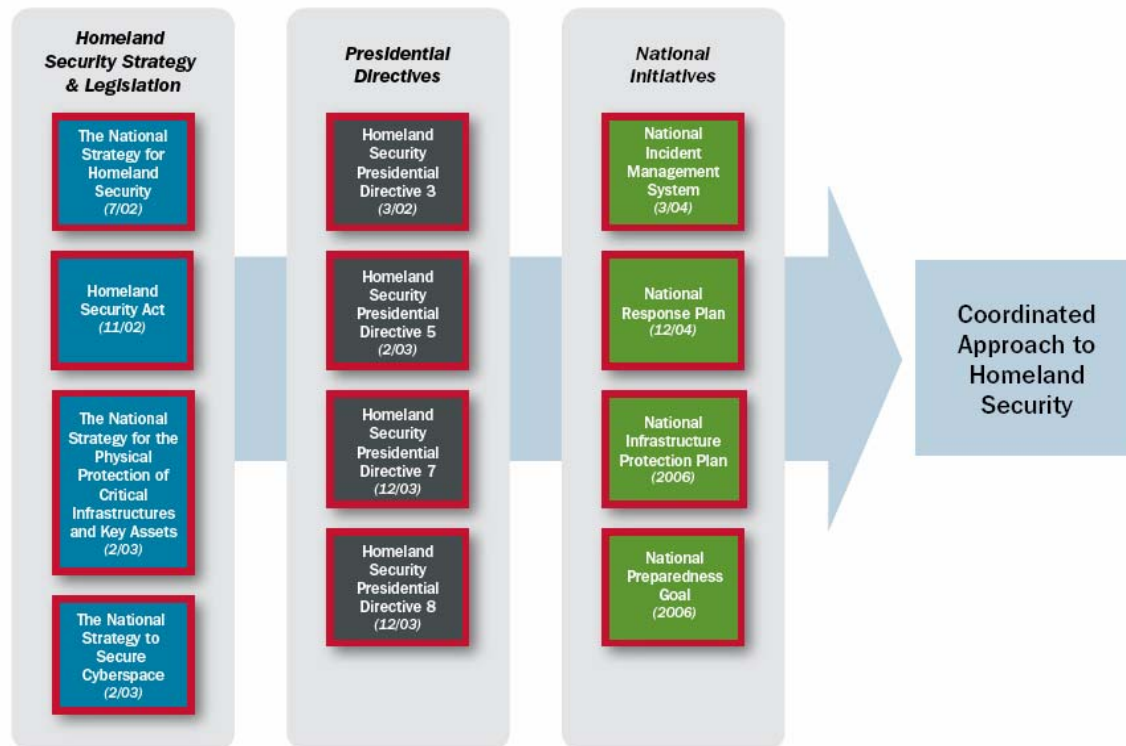 Homeland
Security Strategy
& Legislation
The National
Strategy for
Homeland
Security
(7/02)
Homeland
Security Act
(11/02)
The National
Strategy for the
Physical
Protection of
Critical
Infrastructures
and Key Assets
(2/03)
The National
Strategy to
Secure
Cyberspace
(2/03)
Presidential
Directives
Homeland
Security
Presidential
Directive 3
(3/02)
Homeland
Security
Presidential
Directive 5
(2/03)
Homeland
Security
Presidential
Directive 7
(12/03)
Homeland
Security
Presidential
Directive 8
(12/03)
National
Initiatives
National
Incident
Management
System
(3/04)
National
Response Plan
(12/04)
National
Infrastructure
Protection Plan
(2006)
National
Preparedness
Goal
(2006)
Coordinated
Approach to
Homeland
Security